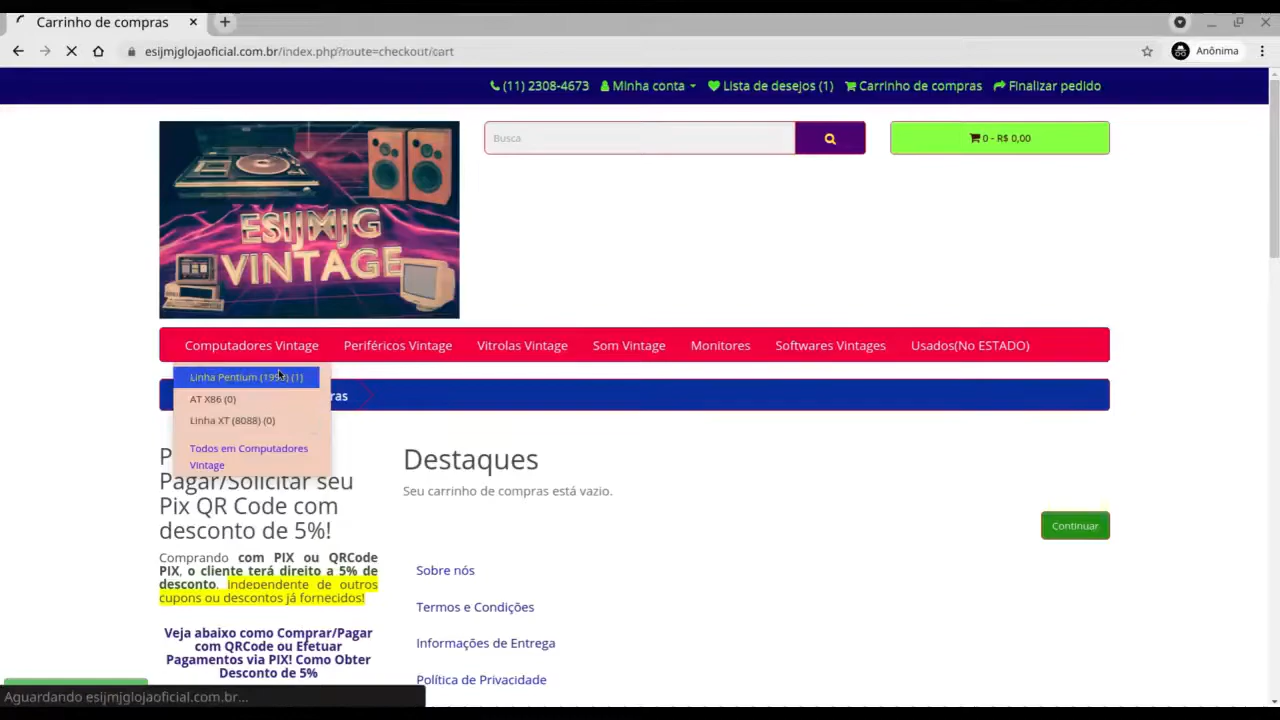 Carrinho de compras
esijmjglojaoficial.com.br/index.php?route=checkout/cart
Anônima
(11) 2308-4673 Minha conta Lista de desejos (1) Carrinho de compras Finalizar pedido
ESIJMJG
VINTAGE
Busca
0 - R$ 0,00
Computadores Vintage Periféricos Vintage Vitrolas Vintage Som Vintage Monitores Softwares Vintages Usados(No ESTADO)
Linha Pentium (1) 
AT X86 (0)
Linha XT (8088) (0)
Todos em Computadores
Vintage
ras
P
Pagar/Solicitar seu
Pix QR Code com
desconto de 5%!
Comprando com PIX ou QRCode
PIX, o cliente terá direito a 5% de
desconto. Independente de outros
cupons ou descontos já fornecidos!
Veja abaixo como Comprar/Pagar
com QRCode ou Efetuar
Pagamentos via PIX! Como Obter
Desconto de 5%
Destaques
Seu carrinho de compras está vazio.
Continuar
Sobre nós
Termos e Condições
Informações de Entrega
Política de Privacidade
Aguardando esijmjglojaoficial.com.br...